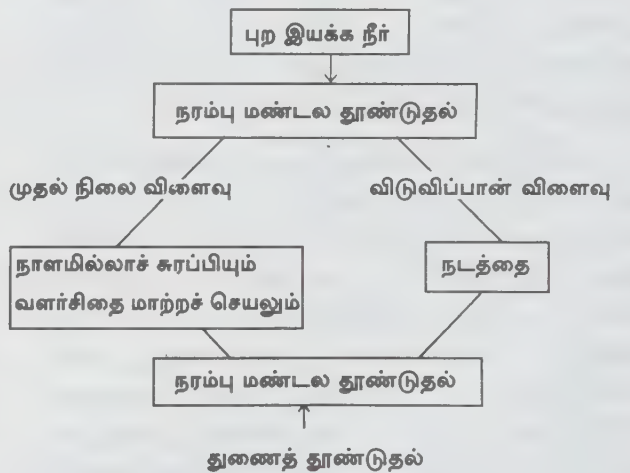 புற இயக்க நீர்
நரம்பு மண்டல தூண்டுதல்
முதல் நிலை விளைவு
விடுவிப்பான் விளைவு
நாளமில்லாச் சுரப்பியும்
வளர்சிதை மாற்றச் செயலும்
நடத்தை
நரம்பு மண்டல தூண்டுதல்
துணைத் தூண்டுதல்